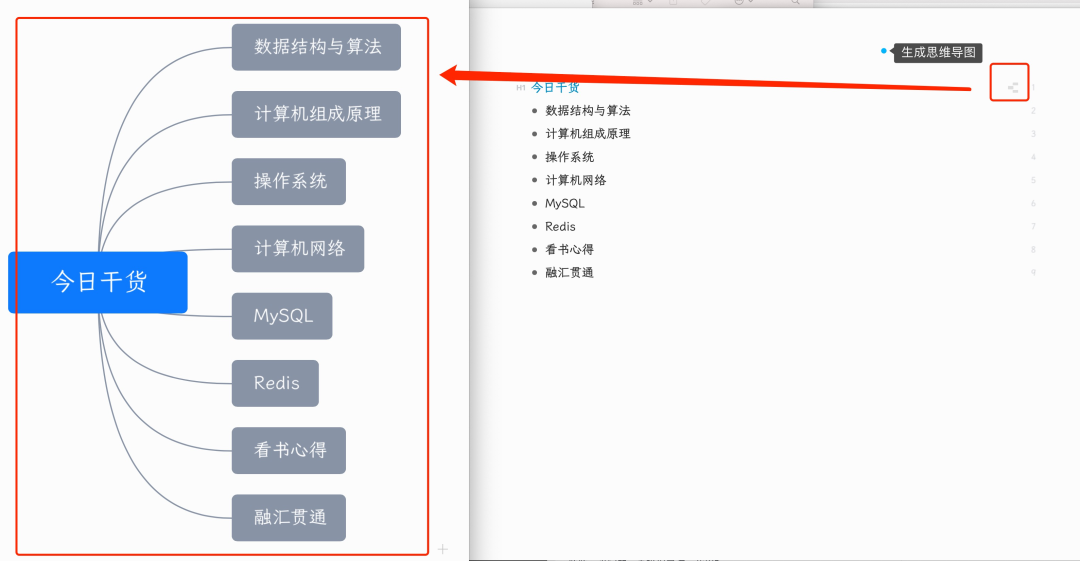 数据结构与算法
计算机组成原理
操作系统
计算机网络
今日干货
MySQL
Redis
看书心得
融汇贯通
生成思维导图
H1 今日干货 1
数据结构与算法 2
计算机组成原理 3
操作系统 4
计算机网络 5
MySQL 6
Redis 7
看书心得 8
融汇贯通 9